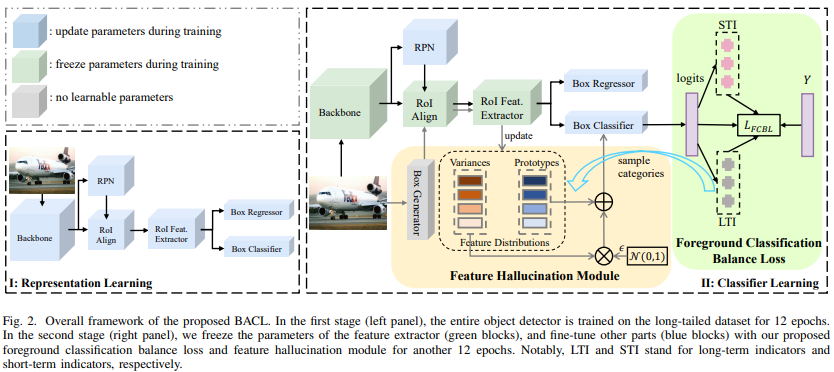 : update parameters during training
: freeze parameters during training
: no learnable parameters
RPN
Backbone
RoI
Align
RoI Feat.
Extractor
Box Regressor
Box Classifier
I: Representation Learning
RPN
Backbone
RoI
Align
RoI Feat.
Extractor
Box Regressor
Box Classifier
update
Box Generator
Variances
Prototypes
Feature Distributions
sample
categories
ϵ
N(0,1)
Feature Hallucination Module
STI
logits
Y
L_FCBL
LTI
Foreground Classification
Balance Loss
II: Classifier Learning
Fig. 2. Overall framework of the proposed BACL. In the first stage (left panel), the entire object detector is trained on the long-tailed dataset for 12 epochs.
In the second stage (right panel), we freeze the parameters of the feature extractor (green blocks), and fine-tune other parts (blue blocks) with our proposed
foreground classification balance loss and feature hallucination module for another 12 epochs. Notably, LTI and STI stand for long-term indicators and
short-term indicators, respectively.